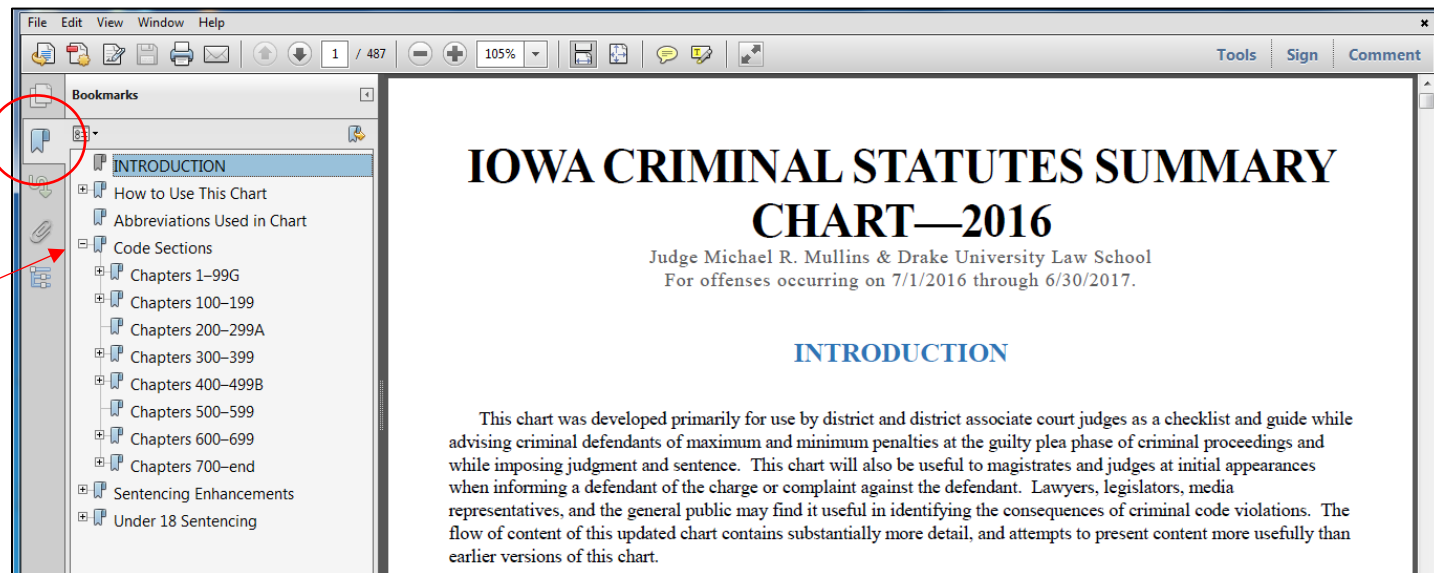 File Edit View Window Help
1 / 487 105% Tools Sign Comment
Bookmarks
INTRODUCTION
How to Use This Chart
Abbreviations Used in Chart
Code Sections
Chapters 1–99G
Chapters 100–199
Chapters 200–299A
Chapters 300–399
Chapters 400–499B
Chapters 500–599
Chapters 600–699
Chapters 700–end
Sentencing Enhancements
Under 18 Sentencing
IOWA CRIMINAL STATUTES SUMMARY
CHART—2016
Judge Michael R. Mullins & Drake University Law School
For offenses occurring on 7/1/2016 through 6/30/2017.
INTRODUCTION
This chart was developed primarily for use by district and district associate court judges as a checklist and guide while
advising criminal defendants of maximum and minimum penalties at the guilty plea phase of criminal proceedings and
while imposing judgment and sentence. This chart will also be useful to magistrates and judges at initial appearances
when informing a defendant of the charge or complaint against the defendant. Lawyers, legislators, media
representatives, and the general public may find it useful in identifying the consequences of criminal code violations. The
flow of content of this updated chart contains substantially more detail, and attempts to present content more usefully than
earlier versions of this chart.